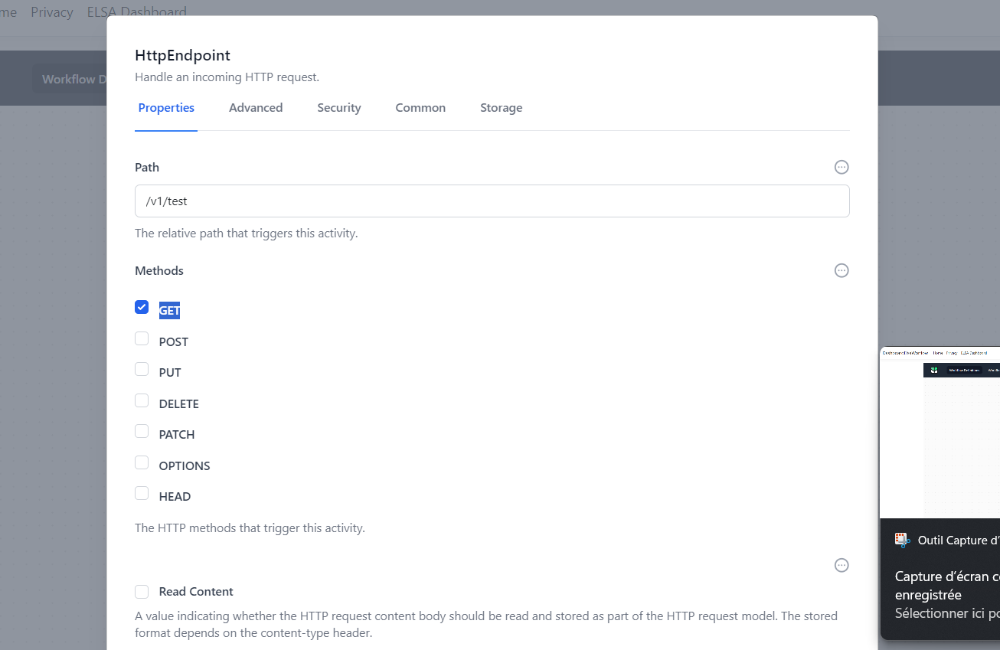 me Privacy ELSA Dashboard
HttpEndpoint
Handle an incoming HTTP request.
Workflow D
Properties Advanced Security Common Storage
Path
/v1/test
The relative path that triggers this activity.
Methods
GET
POST
PUT
DELETE
PATCH
OPTIONS
HEAD
The HTTP methods that trigger this activity.
Read Content
A value indicating whether the HTTP request content body should be read and stored as part of the HTTP request model. The stored
format depends on the content-type header.
DashboardElsaWorkflow Home Privacy ELSA Dashboard
Workflow Definitions Workfl
Outil Capture d'
Capture d'écran c
enregistrée
Sélectionner ici po